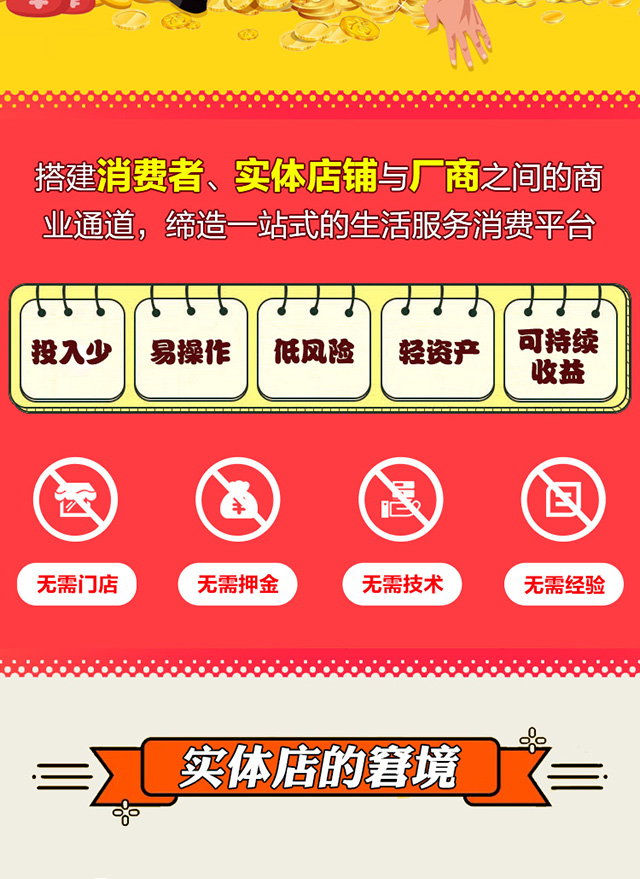 搭建消费者、实体店铺与厂商之间的商
业通道，缔造一站式的生活服务消费平台
投入少
易操作
低风险
轻资产
可持续
收益
无需门店
无需押金
无需技术
无需经验
实体店的窘境